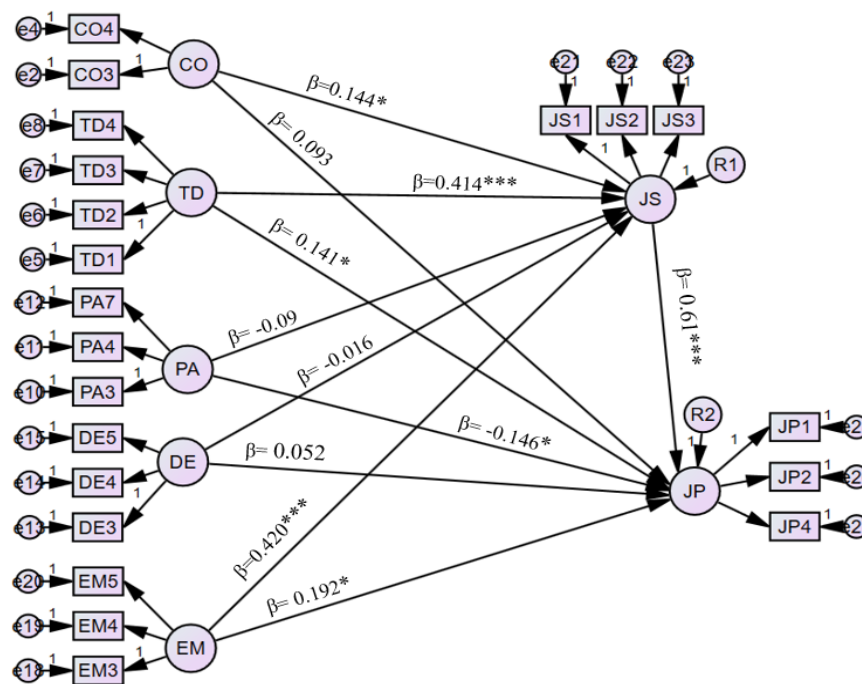 e4 1 CO4
e2 1 CO3
CO
e8 1 TD4
e7 1 TD3
e6 1 TD2
e5 1 TD1
1
TD
e12 1 PA7
e11 1 PA4
e10 1 PA3
1
PA
e15 1 DE5
e14 1 DE4
e13 1 DE3
1
DE
e20 1 EM5
e19 1 EM4
e18 1 EM3
1
EM
1
β=0.144*
β= 0.093
β=0.414***
β= 0.141*
β= -0.09
β= -0.016
β= -0.146*
β= 0.052
β=0.420***
β= 0.192*
β= 0.61***
e21 e22 e23
1 1 1
JS1 JS2 JS3
1
JS
1
R1
R2
1
JP
1
JP1 1 e2
JP2 1 e2
JP4 1 e2